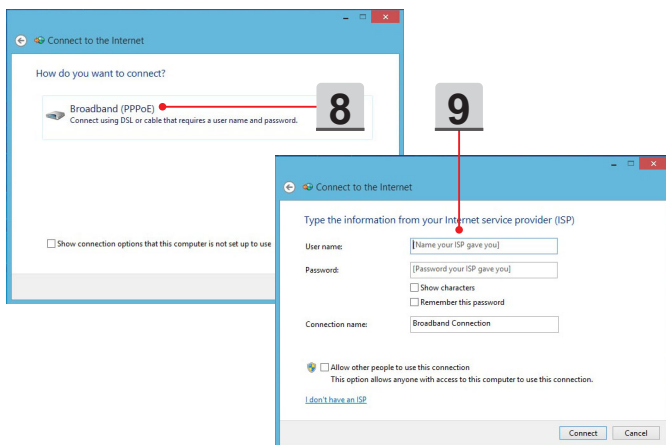 Connect to the Internet
How do you want to connect?
Broadband (PPPoE)
Connect using DSL or cable that requires a user name and password.
8
Show connection options that this computer is not set up to use
9
Connect to the Internet
Type the information from your Internet service provider (ISP)
User name:
[Name your ISP gave you]
Password:
[Password your ISP gave you]
Show characters
Remember this password
Connection name:
Broadband Connection
Allow other people to use this connection
This option allows anyone with access to this computer to use this connection.
I don't have an ISP
Connect
Cancel